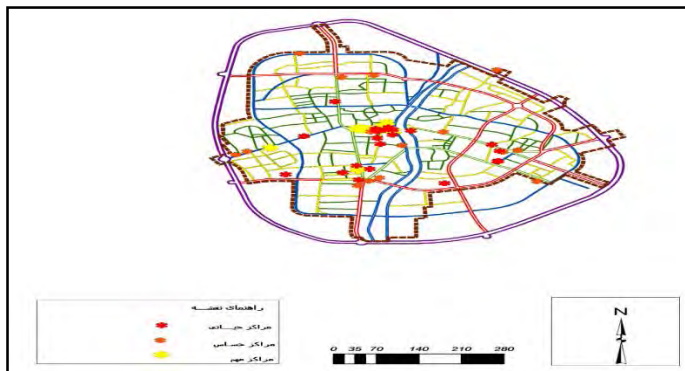 راهنمای نقشه
مراکز حیاتی
مراکز حساس
مراکز مهم
0 35 70 140 210 280
N